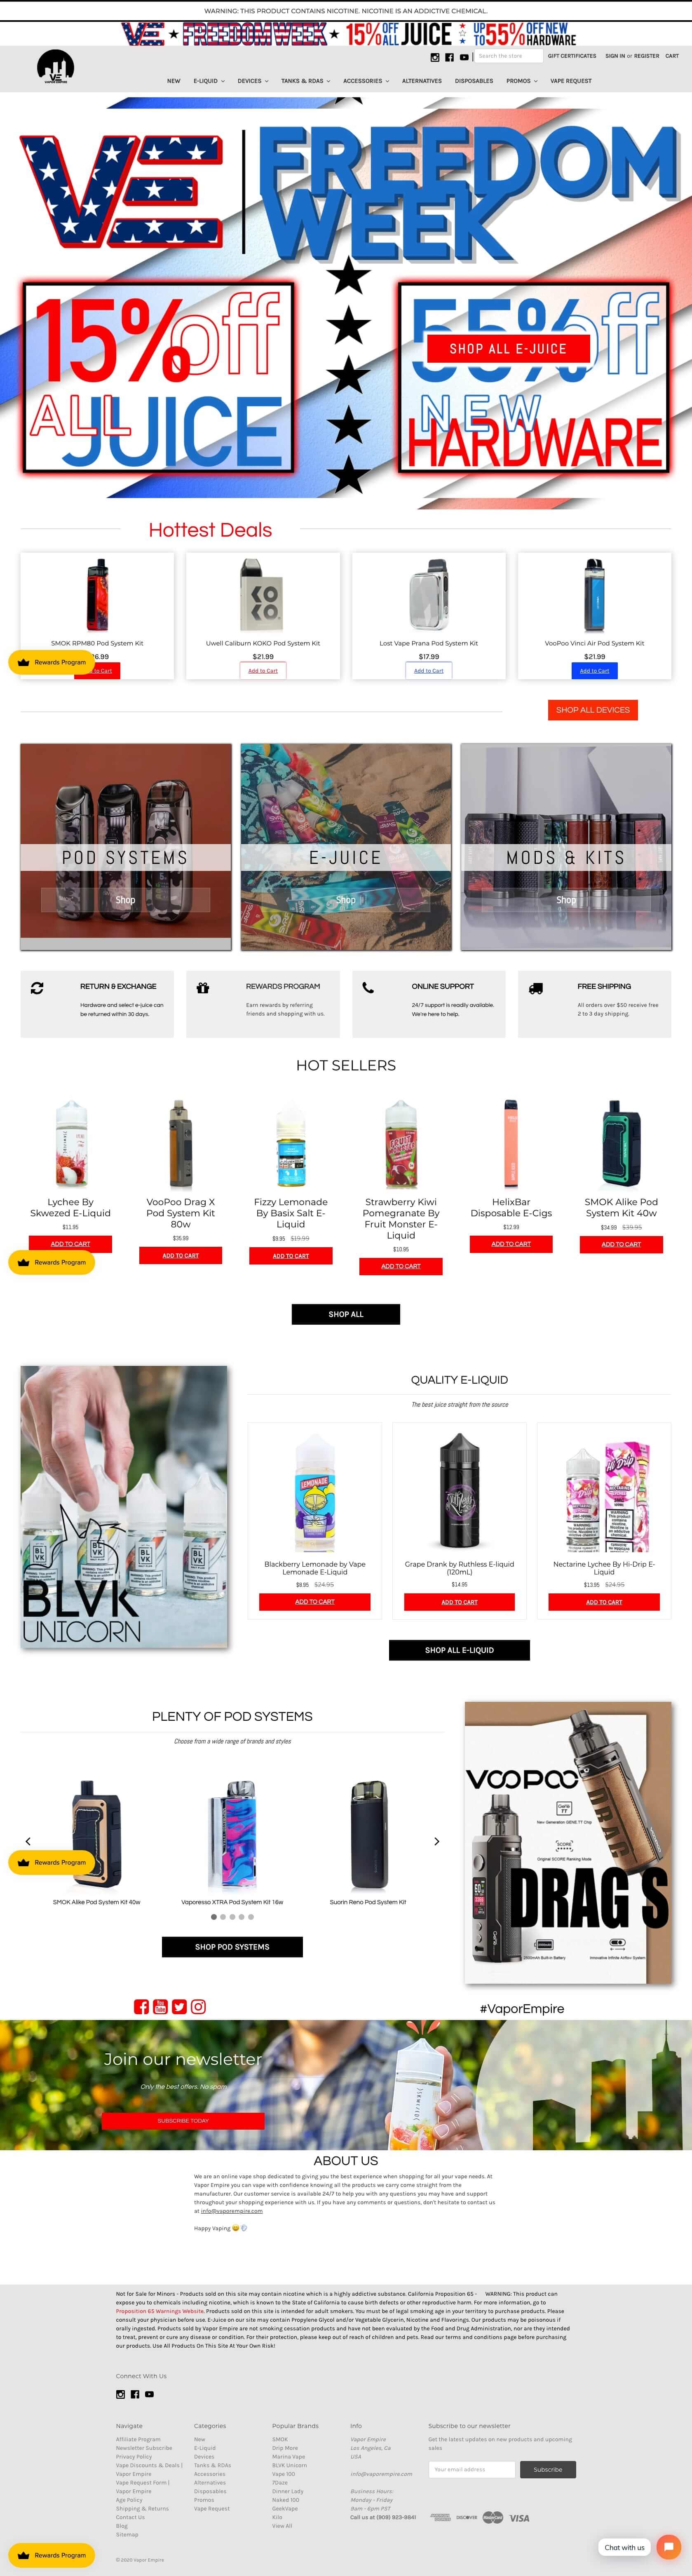 WARNING: THIS PRODUCT CONTAINS NICOTINE. NICOTINE IS AN ADDICTIVE CHEMICAL.
VE ★ FREEDOM WEEK ★ 15% OFF ALL JUICE UP TO 55% OFF NEW HARDWARE
Search the store
GIFT CERTIFICATES
SIGN IN or REGISTER
CART
NEW
E-LIQUID
DEVICES
TANKS & RDAS
ACCESSORIES
ALTERNATIVES
DISPOSABLES
PROMOS
VAPE REQUEST
VE
FREEDOM
WEEK
15% off
ALL
JUICE
55% off
SHOP ALL E-JUICE
NEW
HARDWARE
Hottest Deals
SMOK RPM80 Pod System Kit
Add to Cart
Uwell Caliburn KOKO Pod System Kit
$21.99
Add to Cart
Lost Vape Prana Pod System Kit
$17.99
Add to Cart
VooPoo Vinci Air Pod System Kit
$21.99
Add to Cart
Rewards Program
SHOP ALL DEVICES
POD SYSTEMS
Shop
E-JUICE
Shop
MODS & KITS
Shop
RETURN & EXCHANGE
Hardware and select e-juice can
be returned within 30 days.
REWARDS PROGRAM
Earn rewards by referring
friends and shopping with us.
ONLINE SUPPORT
24/7 support is readily available.
We're here to help.
FREE SHIPPING
All orders over $50 receive free
2 to 3 day shipping.
HOT SELLERS
Lychee By
Skwezed E-Liquid
$11.95
ADD TO CART
VooPoo Drag X
Pod System Kit
80w
$35.99
ADD TO CART
Fizzy Lemonade
By Basix Salt E-
Liquid
$9.95 $19.99
ADD TO CART
Strawberry Kiwi
Pomegranate By
Fruit Monster E-
Liquid
$10.95
ADD TO CART
HelixBar
Disposable E-Cigs
$12.99
ADD TO CART
SMOK Alike Pod
System Kit 40w
$34.99 $39.95
ADD TO CART
Rewards Program
SHOP ALL
BLVK
UNICORN
QUALITY E-LIQUID
The best juice straight from the source
Blackberry Lemonade by Vape
Lemonade E-Liquid
$9.95 $24.95
ADD TO CART
Grape Drank by Ruthless E-liquid
(120mL)
$14.95
ADD TO CART
Nectarine Lychee By Hi-Drip E-
Liquid
$13.95 $24.95
ADD TO CART
SHOP ALL E-LIQUID
PLENTY OF POD SYSTEMS
Choose from a wide range of brands and styles
SMOK Alike Pod System Kit 40w
Vaporesso XTRA Pod System Kit 16w
Suorin Reno Pod System Kit
Rewards Program
SHOP POD SYSTEMS
VOOPOO
New Generation GENE.TT Chip
SCORE
Original SCORE Ranking Mode
DRAG S
Innovative Infinite Airflow System
#VaporEmpire
Join our newsletter
Only the best offers. No spam.
SUBSCRIBE TODAY
ABOUT US
We are an online vape shop dedicated to giving you the best experience when shopping for all your vape needs. At
Vapor Empire you can vape with confidence knowing all the products we carry come straight from the
manufacturer. Our customer service is available 24/7 to help you with any questions you may have and support
throughout your shopping experience with us. If you have any comments or questions, don't hesitate to contact us
at info@vaporempire.com
Happy Vaping
Not for Sale for Minors - Products sold on this site may contain nicotine which is a highly addictive substance. California Proposition 65 - WARNING: This product can
expose you to chemicals including nicotine, which is known to the State of California to cause birth defects or other reproductive harm. For more information, go to
Proposition 65 Warnings Website. Products sold on this site is intended for adult smokers. You must be of legal smoking age in your territory to purchase products. Please
consult your physician before use. E-Juice on our site may contain Propylene Glycol and/or Vegetable Glycerin, Nicotine and Flavorings. Our products may be poisonous if
orally ingested. Products sold by Vapor Empire are not smoking cessation products and have not been evaluated by the Food and Drug Administration, nor are they intended
to treat, prevent or cure any disease or condition. For their protection, please keep out of reach of children and pets. Read our terms and conditions page before purchasing
our products. Use All Products On This Site At Your Own Risk!
Connect With Us
Navigate
Affiliate Program
Newsletter Subscribe
Privacy Policy
Vape Discounts & Deals |
Vapor Empire
Vape Request Form |
Vapor Empire
Age Policy
Shipping & Returns
Contact Us
Blog
Sitemap
Categories
New
E-Liquid
Devices
Tanks & RDAs
Accessories
Alternatives
Disposables
Promos
Vape Request
Popular Brands
SMOK
Drip More
Marina Vape
BLVK Unicorn
Vape 100
7Daze
Dinner Lady
Naked 100
GeekVape
Kilo
View All
Info
Vapor Empire
Los Angeles, Ca
USA
info@vaporempire.com
Business Hours:
Monday - Friday
9am - 6pm PST
Call us at (909) 923-9841
Subscribe to our newsletter
Get the latest updates on new products and upcoming
sales
Your email address
Subscribe
DISCOVER
MasterCard
VISA
Rewards Program
Chat with us
© 2020 Vapor Empire